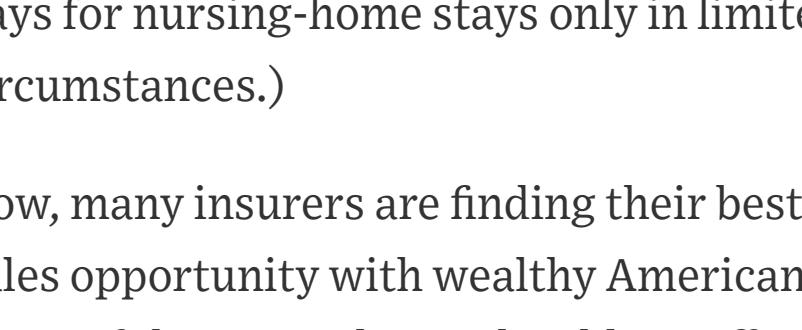 ays for nursing-home stays only in limite
rcumstances.)
ow, many insurers are finding their best
les opportunity with wealthy American